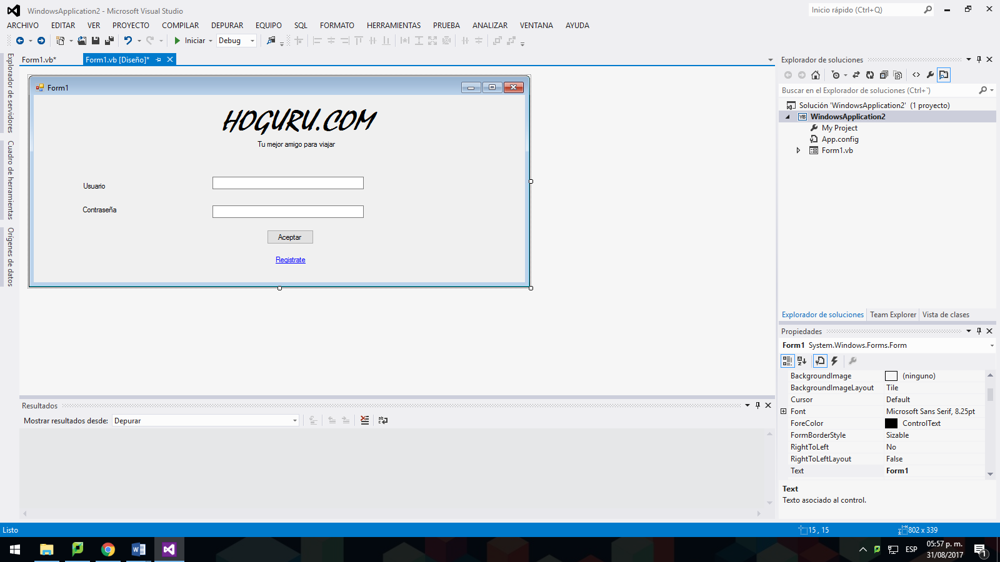 WindowsApplication2 - Microsoft Visual Studio
Inicio rápido (Ctrl+Q)
ARCHIVO EDITAR VER PROYECTO COMPILAR DEPURAR EQUIPO SQL FORMATO HERRAMIENTAS PRUEBA ANALIZAR VENTANA AYUDA
Iniciar Debug
Explorador de servidores
Cuadro de herramientas
Orígenes de datos
Form1.vb* Form1.vb [Diseño]*
Form1
HOGURU.COM
Tu mejor amigo para viajar
Usuario
Contraseña
Aceptar
Registrate
Resultados
Mostrar resultados desde: Depurar
Explorador de soluciones
Buscar en el Explorador de soluciones (Ctrl+`)
Solución 'WindowsApplication2' (1 proyecto)
VB WindowsApplication2
My Project
App.config
Form1.vb
Explorador de soluciones Team Explorer Vista de clases
Propiedades
Form1 System.Windows.Forms.Form
BackgroundImage (ninguno)
BackgroundImageLayout Tile
Cursor Default
Font Microsoft Sans Serif, 8.25pt
ForeColor ControlText
FormBorderStyle Sizable
RightToLeft No
RightToLeftLayout False
Text Form1
Text
Texto asociado al control.
Listo 15 , 15 802 x 339
ESP 05:57 p. m.
31/08/2017
1